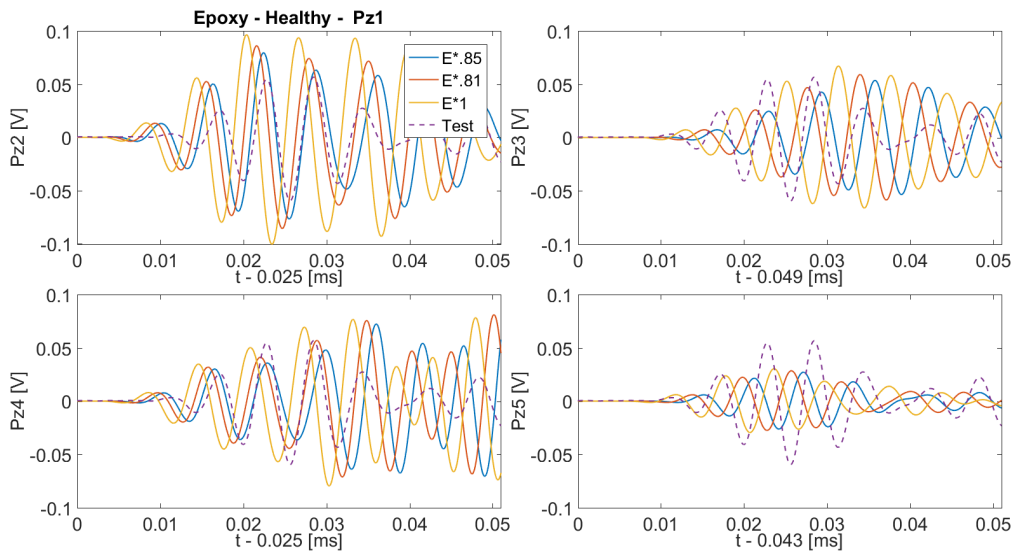 Epoxy - Healthy - Pz1
Pz2 [V]
0.1
0.05
0
-0.05
-0.1
E*.85
E*.81
E*1
Test
0 0.01 0.02 0.03 0.04 0.05
t - 0.025 [ms]
Pz3 [V]
0.1
0.05
0
-0.05
-0.1
0 0.01 0.02 0.03 0.04 0.05
t - 0.049 [ms]
Pz4 [V]
0.1
0.05
0
-0.05
-0.1
0 0.01 0.02 0.03 0.04 0.05
t - 0.025 [ms]
Pz5 [V]
0.1
0.05
0
-0.05
-0.1
0 0.01 0.02 0.03 0.04 0.05
t - 0.043 [ms]